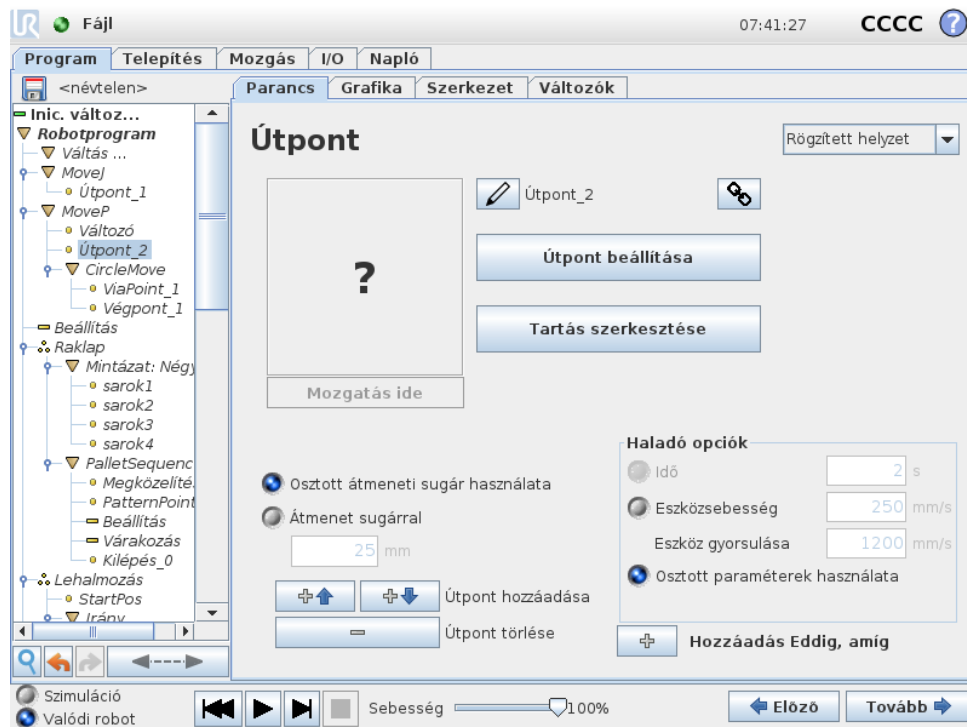 UR Fájl 07:41:27 CCCC ?
Program Telepítés Mozgás I/O Napló
<névtelen> Parancs Grafika Szerkezet Változók
Inic. változ...
Robotprogram
Váltás ...
MoveJ
Útpont_1
MoveP
Változó
Útpont_2
CircleMove
ViaPoint_1
Végpont_1
Beállítás
Raklap
Mintázat: Négy
sarok1
sarok2
sarok3
sarok4
PalletSequenc
Megközelítés
PatternPoint
Beállítás
Várakozás
Kilépés_0
Lehalmozás
StartPos
Irány
Útpont
Rögzített helyzet
?
Útpont_2
Útpont beállítása
Tartás szerkesztése
Mozgatás ide
Osztott átmeneti sugár használata
Átmenet sugárral
25 mm
Útpont hozzáadása
Útpont törlése
Haladó opciók
Idő 2 s
Eszközsebesség 250 mm/s
Eszköz gyorsulása 1200 mm/s
Osztott paraméterek használata
Hozzáadás Eddig, amíg
Szimuláció
Valódi robot
Sebesség 100%
Előző
Tovább